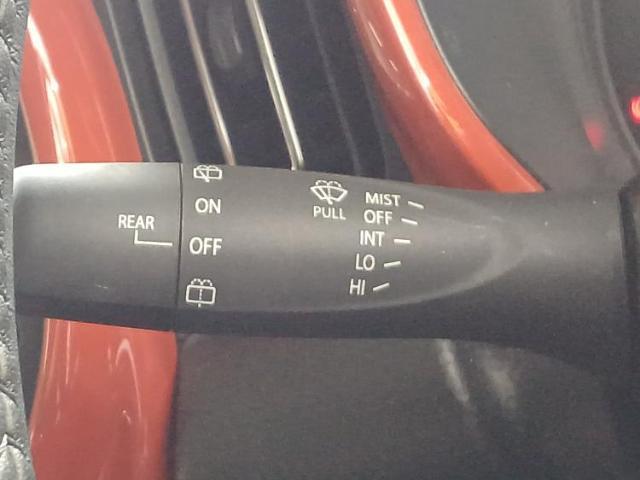 REAR
ON
OFF
PULL
MIST
OFF
INT
LO
HI